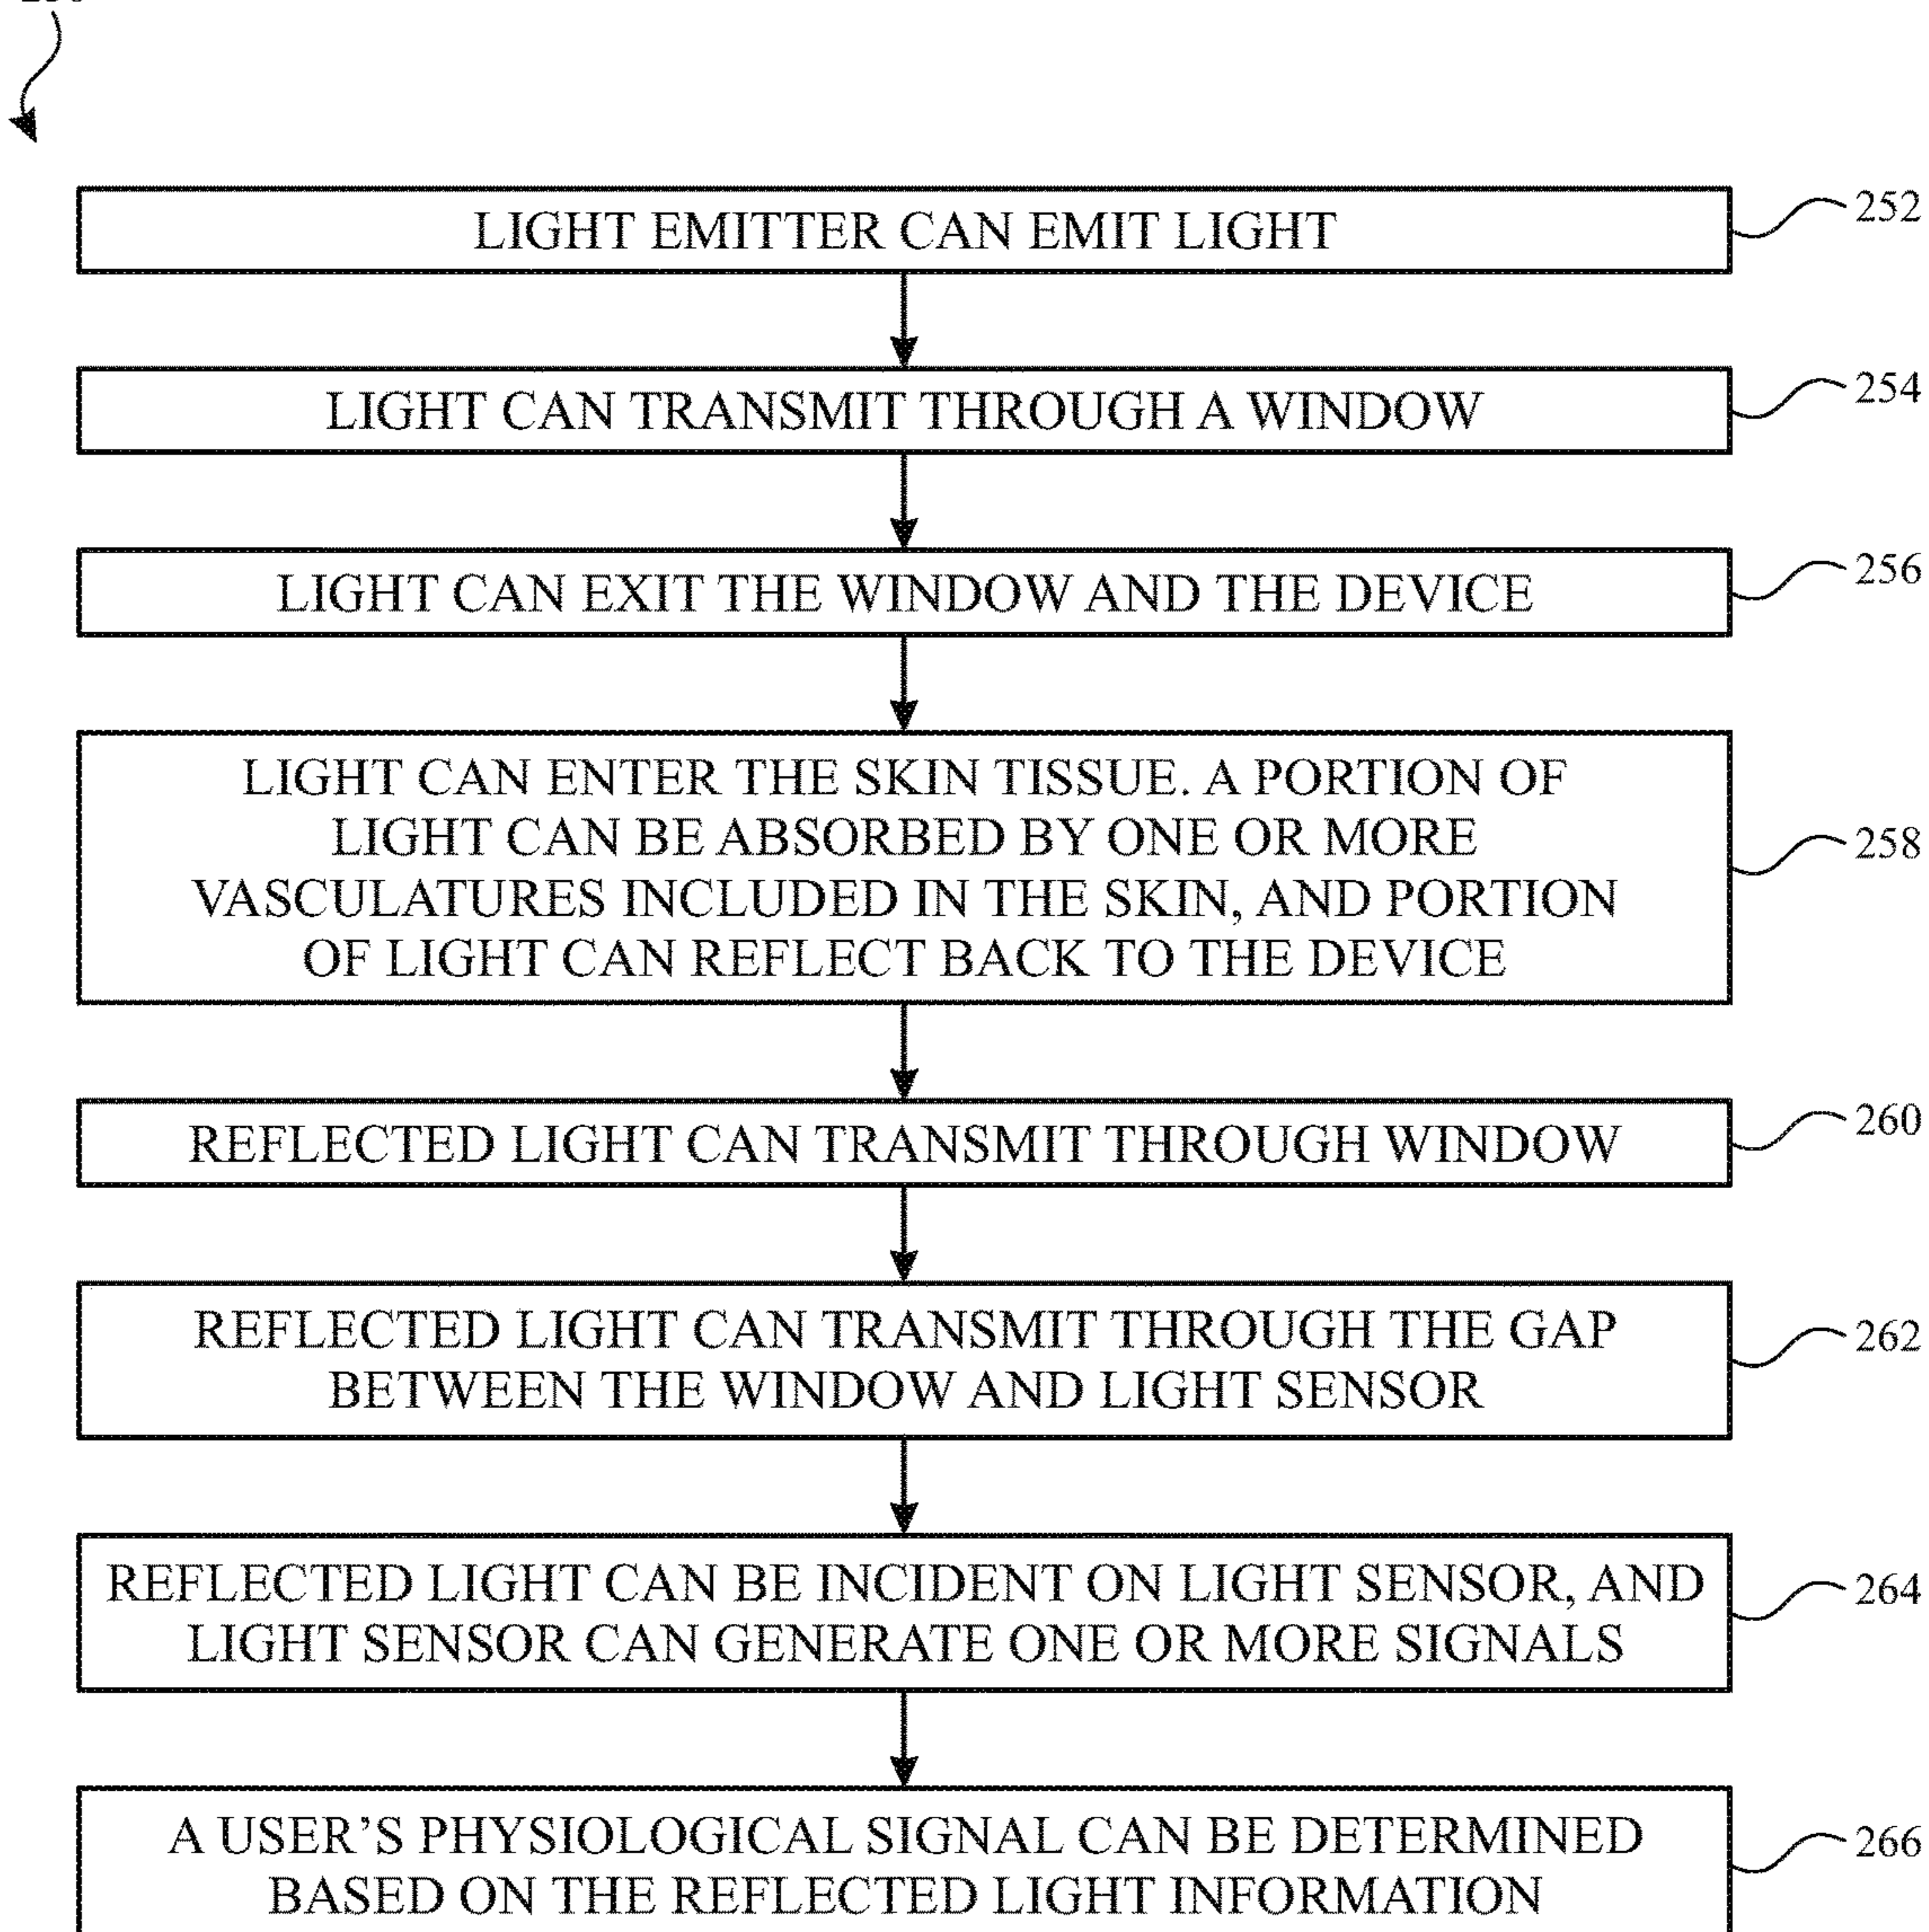 LIGHT EMITTER CAN EMIT LIGHT
252
LIGHT CAN TRANSMIT THROUGH A WINDOW
254
LIGHT CAN EXIT THE WINDOW AND THE DEVICE
256
LIGHT CAN ENTER THE SKIN TISSUE. A PORTION OF
LIGHT CAN BE ABSORBED BY ONE OR MORE
VASCULATURES INCLUDED IN THE SKIN, AND PORTION
OF LIGHT CAN REFLECT BACK TO THE DEVICE
258
REFLECTED LIGHT CAN TRANSMIT THROUGH WINDOW
260
REFLECTED LIGHT CAN TRANSMIT THROUGH THE GAP
BETWEEN THE WINDOW AND LIGHT SENSOR
262
REFLECTED LIGHT CAN BE INCIDENT ON LIGHT SENSOR, AND
LIGHT SENSOR CAN GENERATE ONE OR MORE SIGNALS
264
A USER’S PHYSIOLOGICAL SIGNAL CAN BE DETERMINED
BASED ON THE REFLECTED LIGHT INFORMATION
266